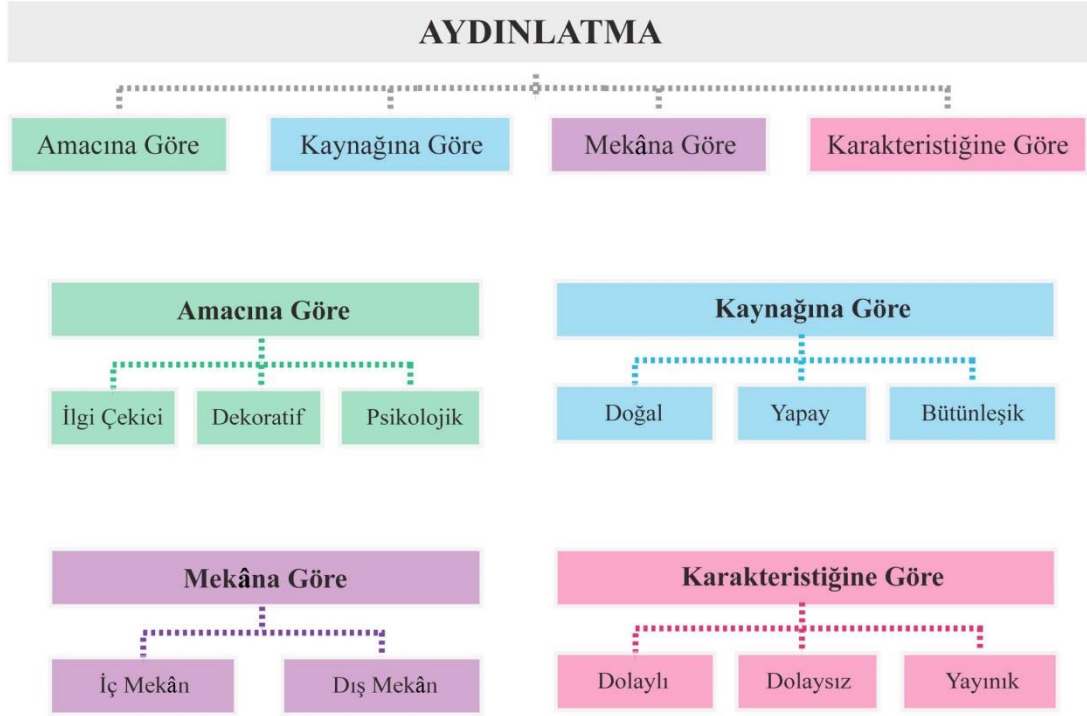 AYDINLATMA
Amacına Göre
Kaynağına Göre
Mekâna Göre
Karakteristiğine Göre
Amacına Göre
İlgi Çekici
Dekoratif
Psikolojik
Kaynağına Göre
Doğal
Yapay
Bütünleşik
Mekâna Göre
İç Mekân
Dış Mekân
Karakteristiğine Göre
Dolaylı
Dolaysız
Yayınık